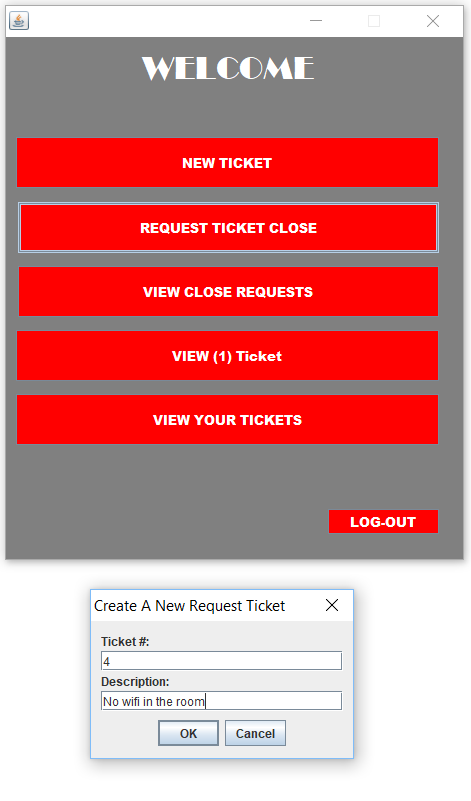 WELCOME
NEW TICKET
REQUEST TICKET CLOSE
VIEW CLOSE REQUESTS
VIEW (1) Ticket
VIEW YOUR TICKETS
LOG-OUT
Create A New Request Ticket
Ticket #:
4
Description:
No wifi in the room
OK Cancel